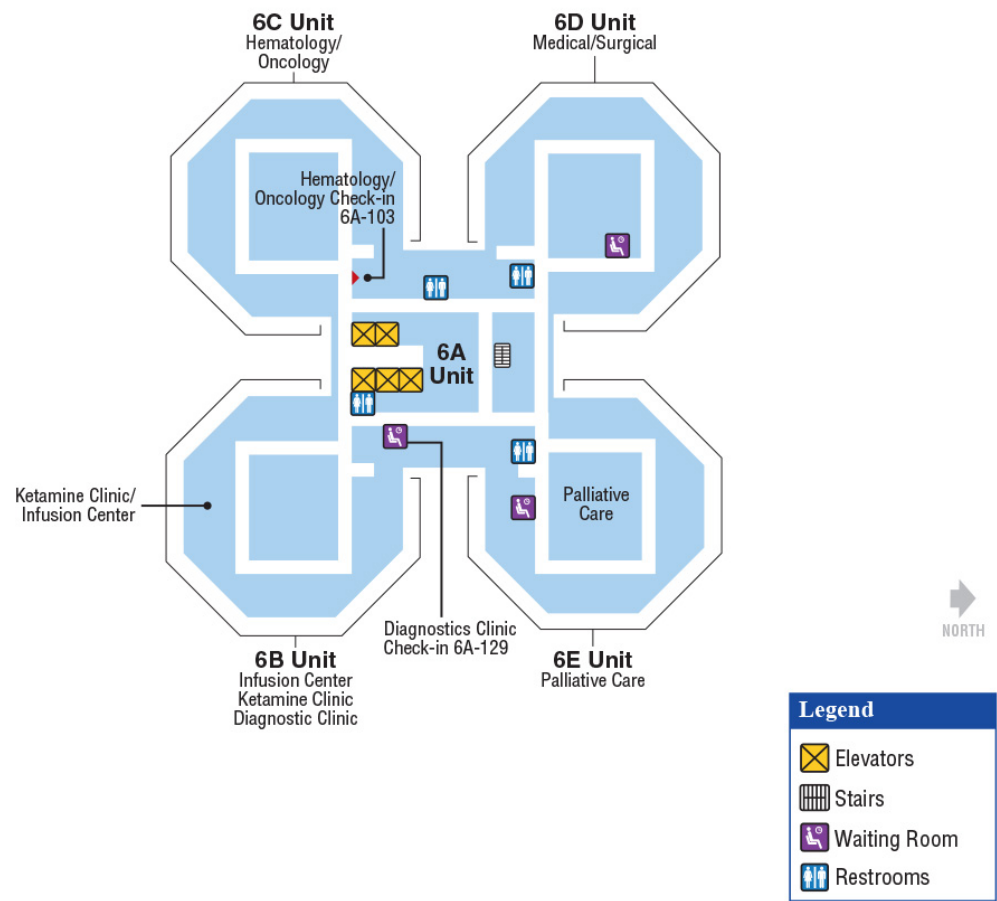 6C Unit
Hematology/
Oncology
6D Unit
Medical/Surgical
Hematology/
Oncology Check-in
6A-103
6A
Unit
Ketamine Clinic/
Infusion Center
Palliative
Care
Diagnostics Clinic
Check-in 6A-129
6B Unit
Infusion Center
Ketamine Clinic
Diagnostic Clinic
6E Unit
Palliative Care
NORTH
Legend
Elevators
Stairs
Waiting Room
Restrooms